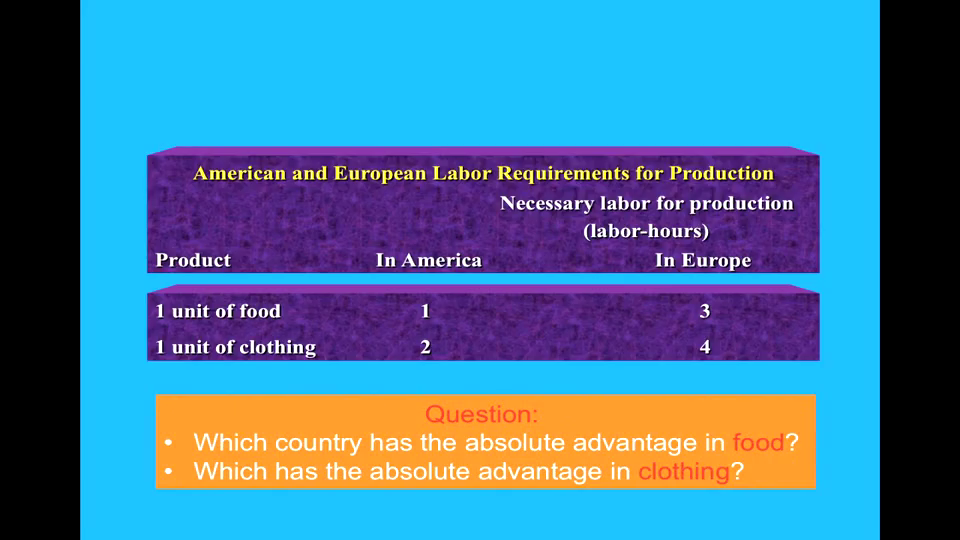 American and European Labor Requirements for Production
Necessary labor for production
(labor-hours)
Product In America In Europe
1 unit of food 1 3
1 unit of clothing 2 4
Question:
• Which country has the absolute advantage in food?
• Which has the absolute advantage in clothing?